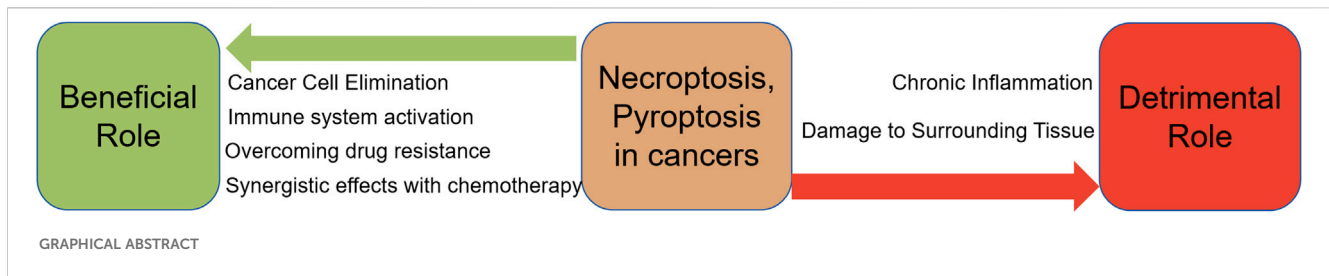 Beneficial
Role
Cancer Cell Elimination
Immune system activation
Overcoming drug resistance
Synergistic effects with chemotherapy
Necroptosis,
Pyroptosis
in cancers
Chronic Inflammation
Damage to Surrounding Tissue
Detrimental
Role
GRAPHICAL ABSTRACT